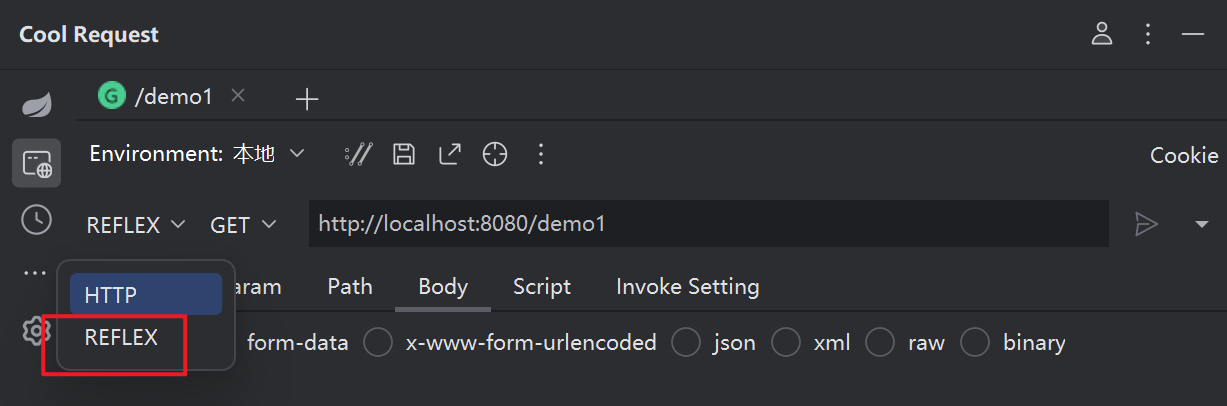 Cool Request
G /demo1
Environment: 本地
Cookie
REFLEX GET http://localhost:8080/demo1
HTTP
REFLEX
aram Path Body Script Invoke Setting
form-data x-www-form-urlencoded json xml raw binary